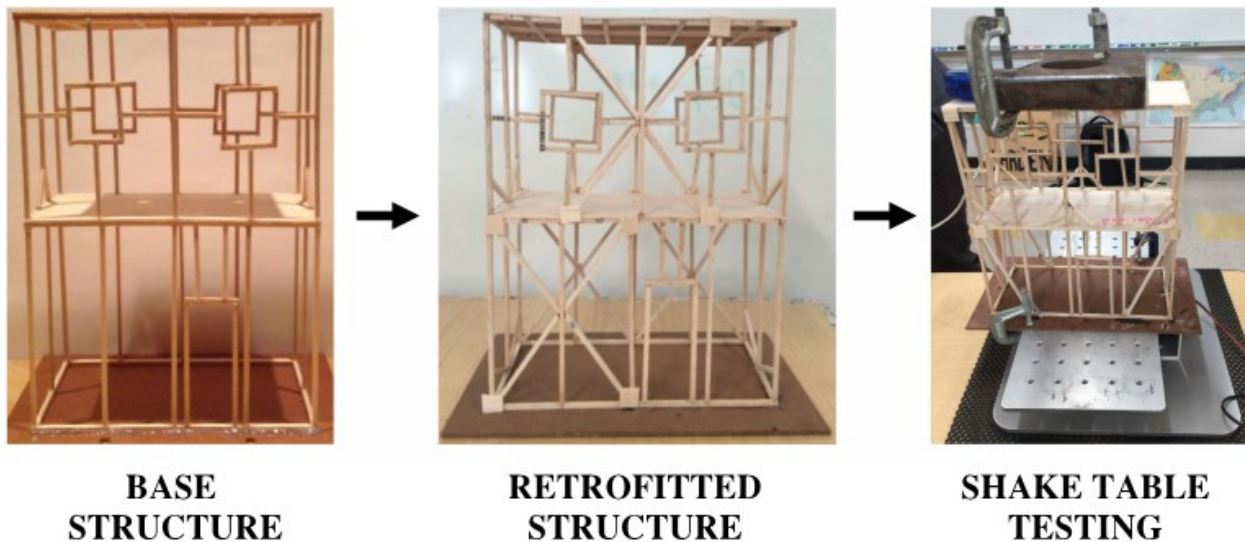 BASE
STRUCTURE
RETROFITTED
STRUCTURE
SHAKE TABLE
TESTING